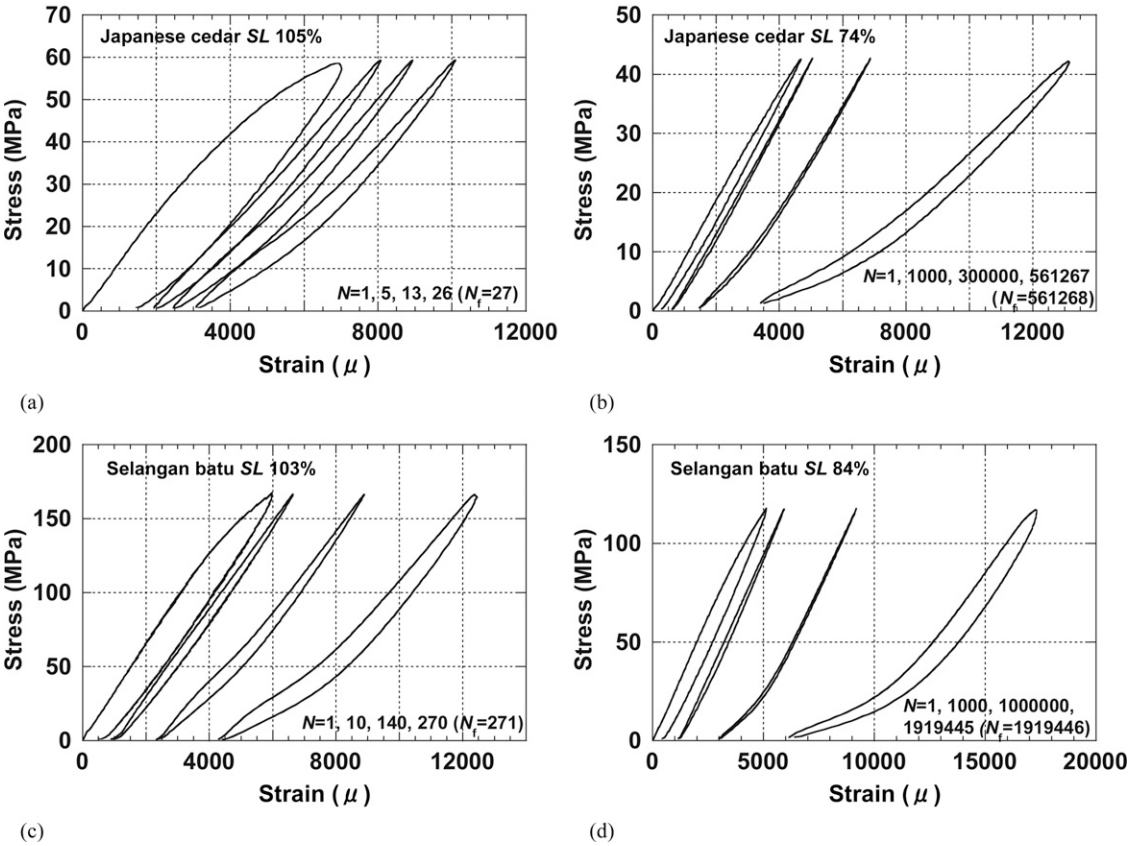 70
60
50
40
30
20
10
0
Stress (MPa)
Japanese cedar SL 105%
N=1, 5, 13, 26 (Nf=27)
0 4000 8000 12000
Strain ( μ )
(a)
50
40
30
20
10
0
Stress (MPa)
Japanese cedar SL 74%
N=1, 1000, 300000, 561267
(Nf=561268)
0 4000 8000 12000
Strain ( μ )
(b)
200
150
100
50
0
Stress (MPa)
Selangan batu SL 103%
N=1, 10, 140, 270 (Nf=271)
0 4000 8000 12000
Strain ( μ )
(c)
150
100
50
0
Stress (MPa)
Selangan batu SL 84%
N=1, 1000, 1000000,
1919445 (Nf=1919446)
0 5000 10000 15000 20000
Strain ( μ )
(d)